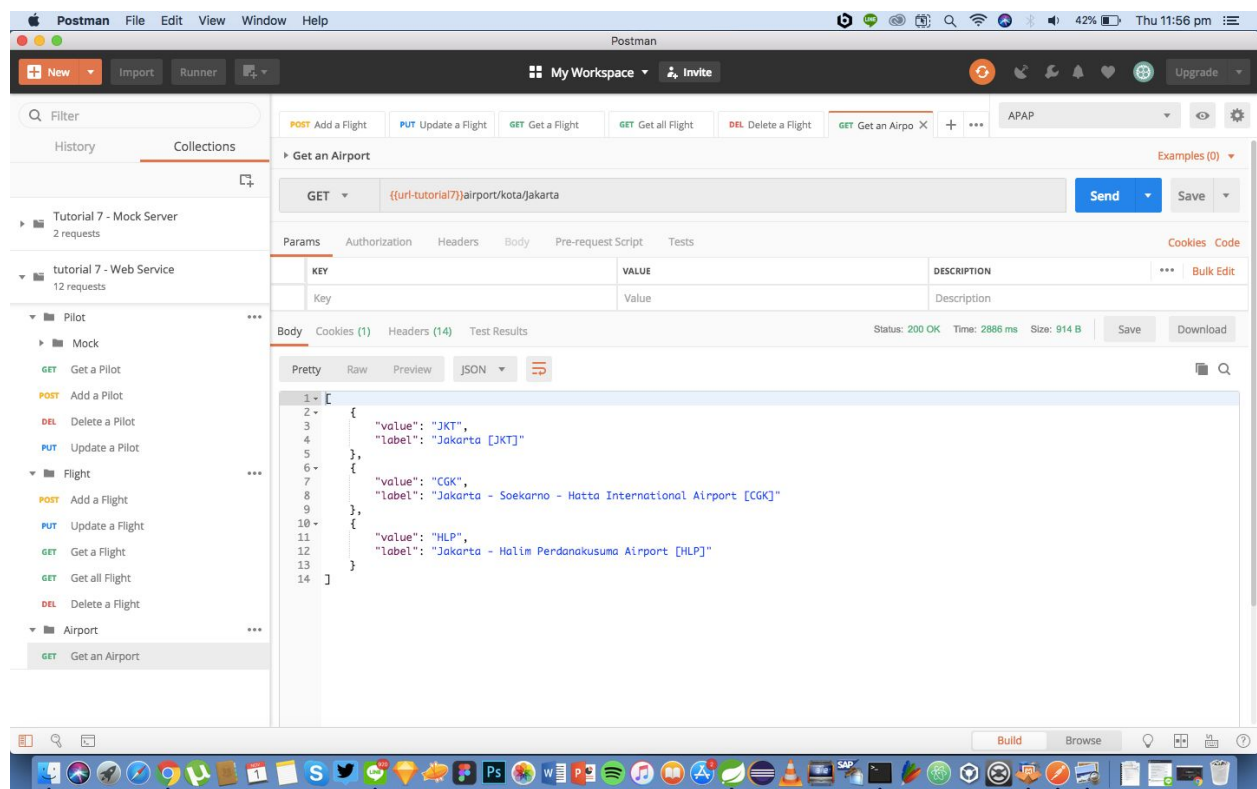 Postman File Edit View Window Help 42% Thu 11:56 pm
Postman
New Import Runner My Workspace Invite Upgrade
Filter
History Collections
Tutorial 7 - Mock Server
2 requests
tutorial 7 - Web Service
12 requests
Pilot
Mock
GET Get a Pilot
POST Add a Pilot
DEL Delete a Pilot
PUT Update a Pilot
Flight
POST Add a Flight
PUT Update a Flight
GET Get a Flight
GET Get all Flight
DEL Delete a Flight
Airport
GET Get an Airport
POST Add a Flight PUT Update a Flight GET Get a Flight GET Get all Flight DEL Delete a Flight GET Get an Airpo APAP
Get an Airport Examples (0)
GET {{url-tutorial7}}airport/kota/Jakarta Send Save
Params Authorization Headers Body Pre-request Script Tests Cookies Code
KEY VALUE DESCRIPTION Bulk Edit
Key Value Description
Body Cookies (1) Headers (14) Test Results Status: 200 OK Time: 2886 ms Size: 914 B Save Download
Pretty Raw Preview JSON
1 [
2 {
3 "value": "JKT",
4 "label": "Jakarta [JKT]"
5 },
6 {
7 "value": "CGK",
8 "label": "Jakarta - Soekarno - Hatta International Airport [CGK]"
9 },
10 {
11 "value": "HLP",
12 "label": "Jakarta - Halim Perdanakusuma Airport [HLP]"
13 }
14 ]
Build Browse